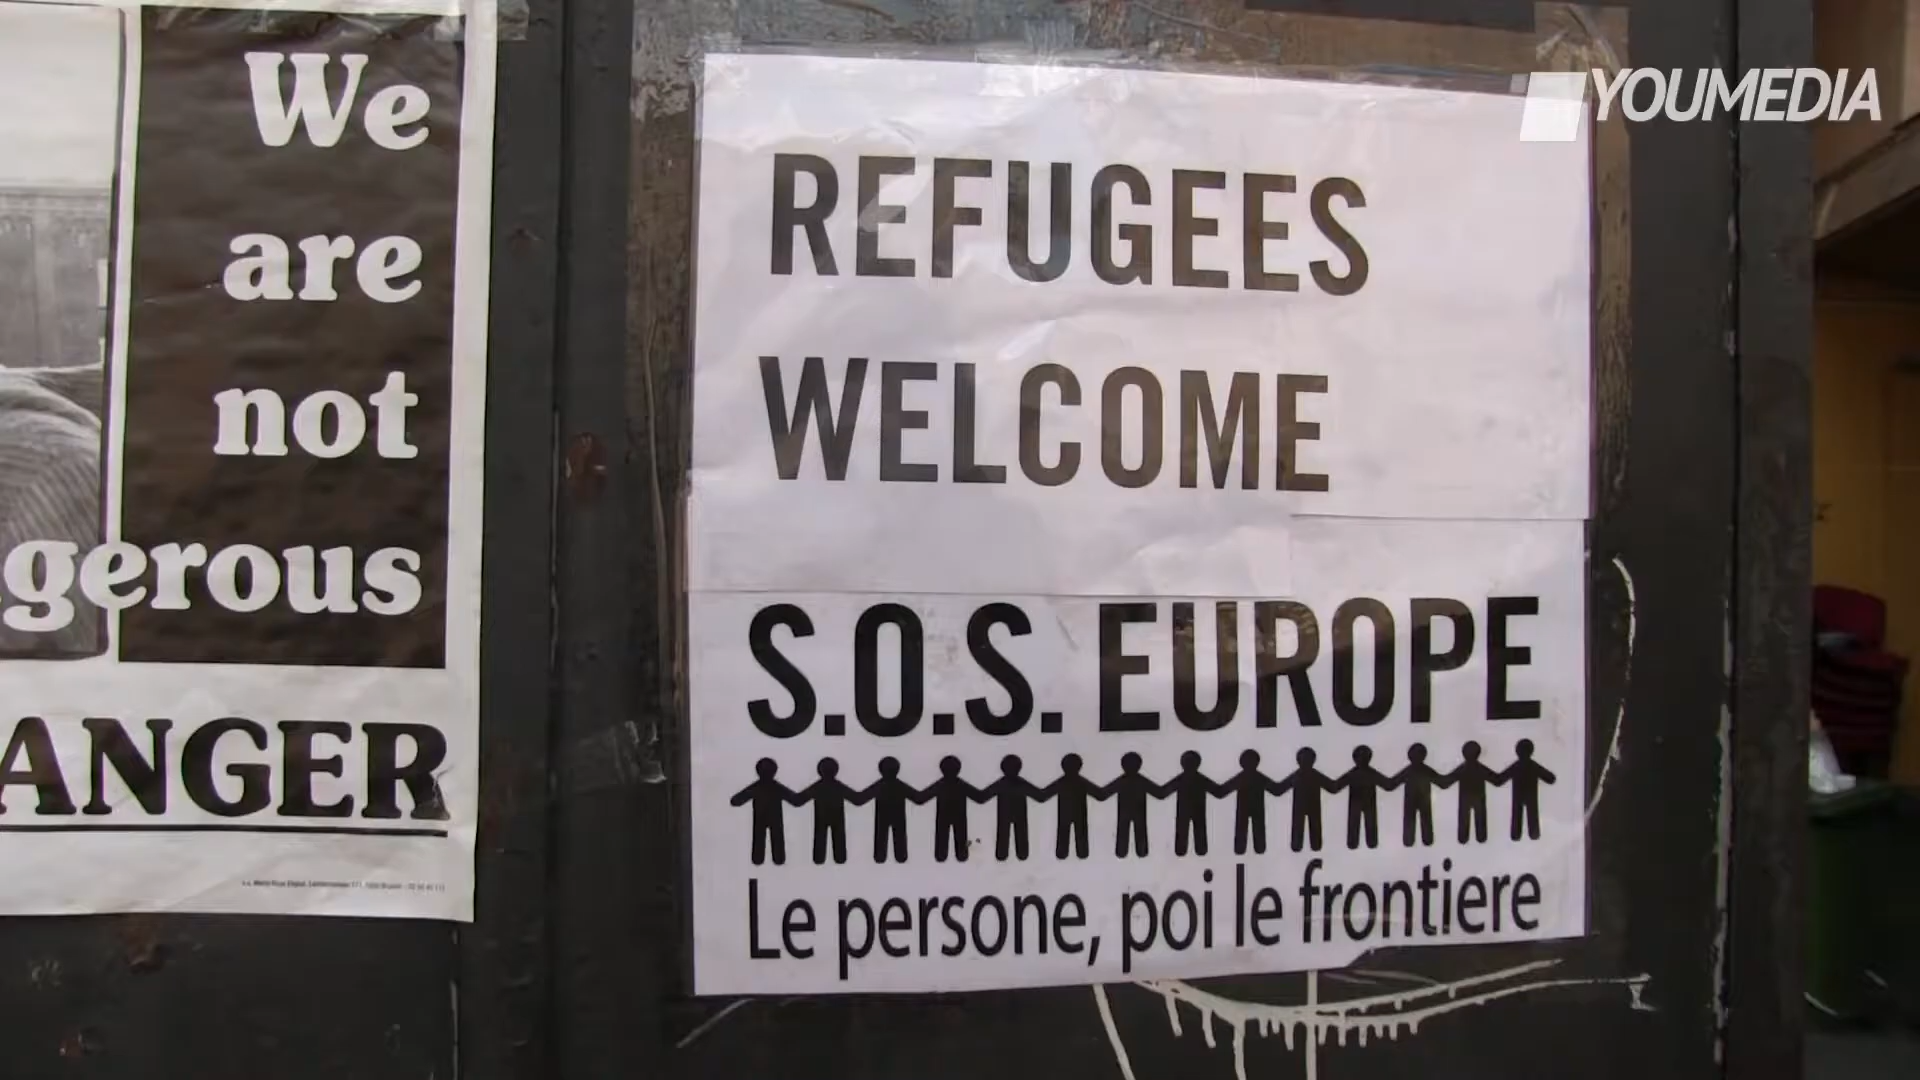 We
are
not
gerous
ANGER
REFUGEES
WELCOME
S.O.S. EUROPE
Le persone, poi le frontiere
YOUMEDIA